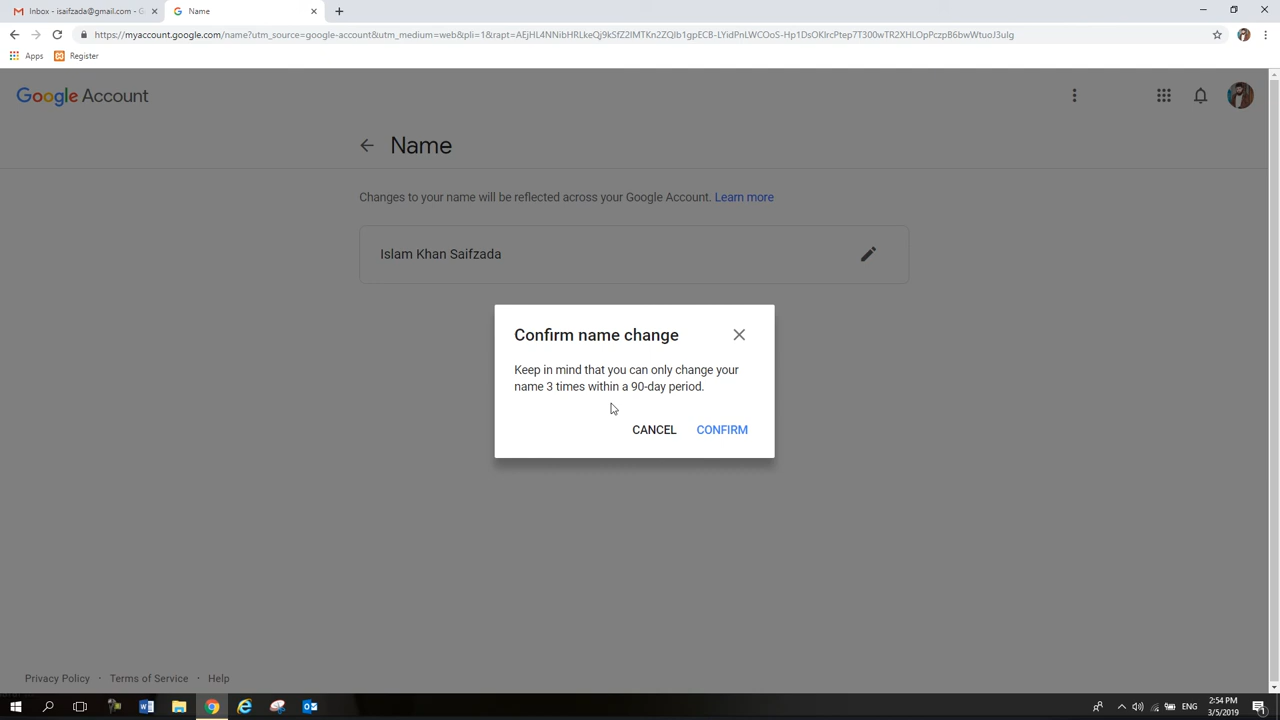 Inbox - isaifzada@gmail.com - G
Name
https://myaccount.google.com/name?utm_source=google-account&utm_medium=web&pli=1&rapt=
Apps
Register
Google Account
Name
Changes to your name will be reflected across your Google Account. Learn more
Islam Khan Saifzada
Confirm name change
Keep in mind that you can only change your
name 3 times within a 90-day period.
CANCEL CONFIRM
Privacy Policy · Terms of Service · Help
ENG
2:54 PM
3/5/2019